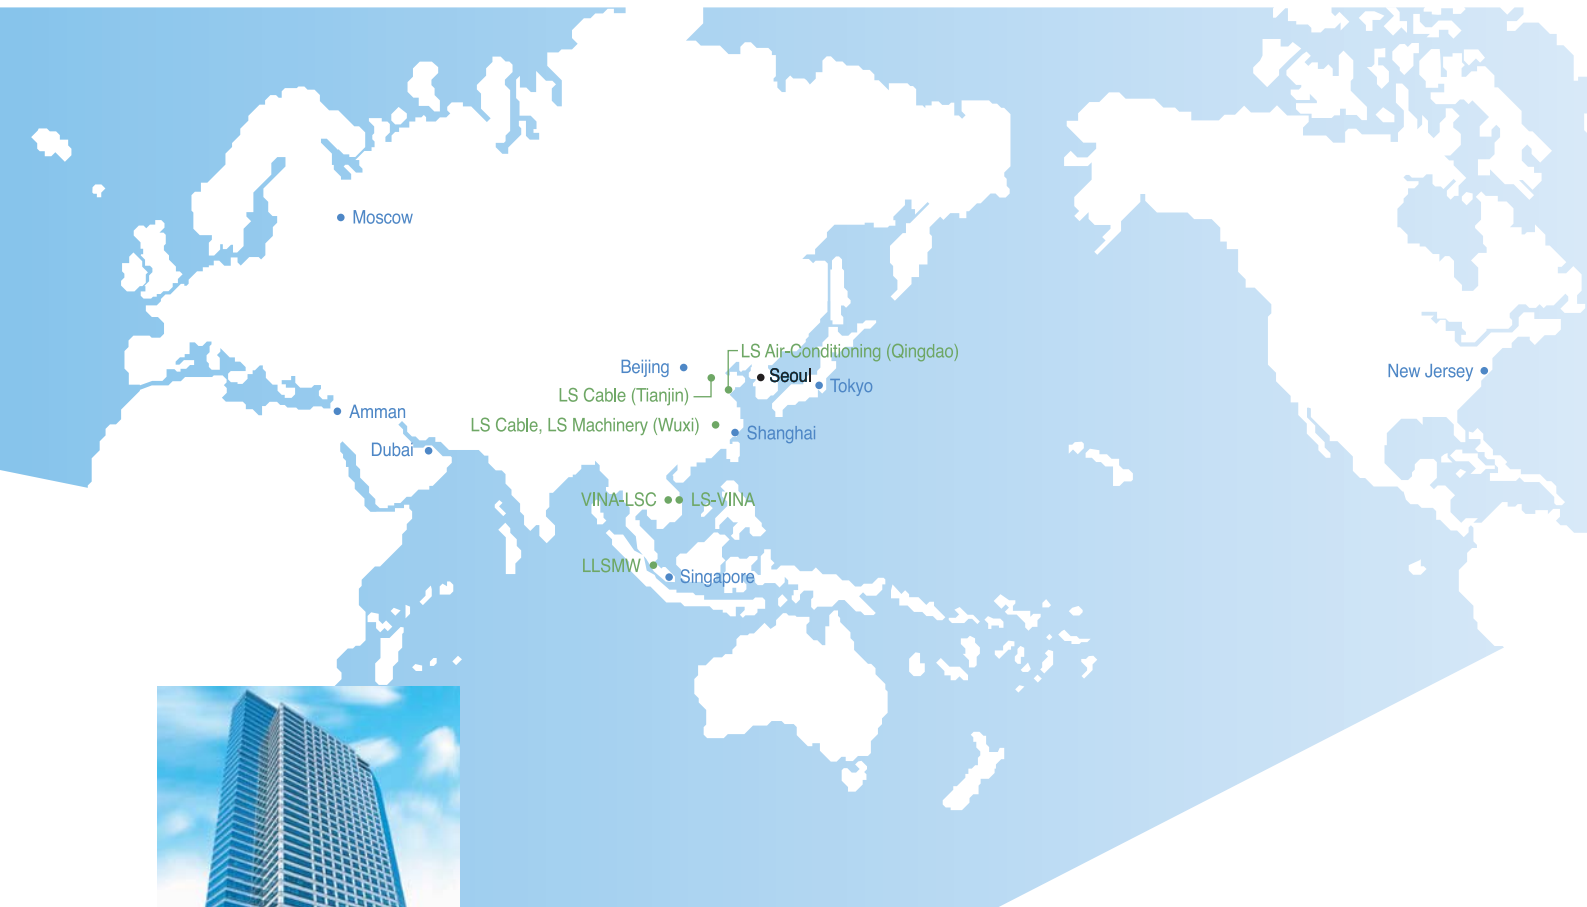 Moscow
LS Air-Conditioning (Qingdao)
Beijing
Seoul
New Jersey
Tokyo
LS Cable (Tianjin)
Amman
LS Cable, LS Machinery (Wuxi)
Shanghai
Dubai
VINA-LSC
LS-VINA
LLSMW
Singapore